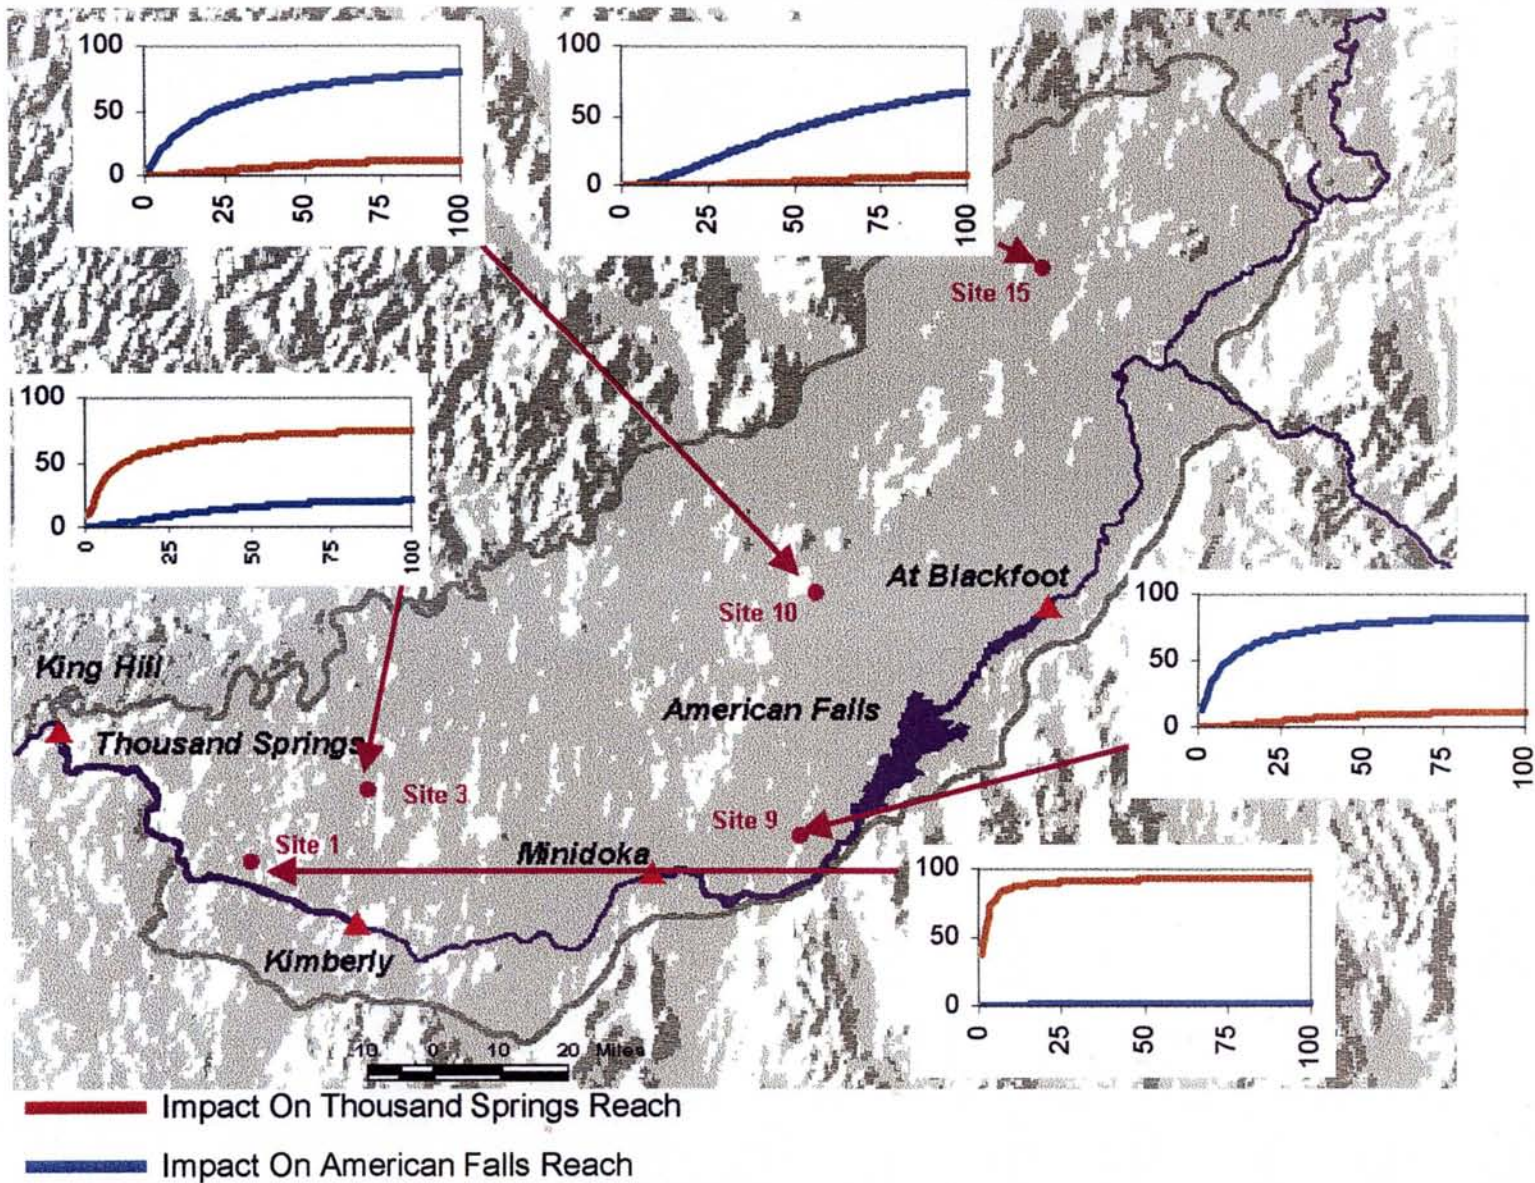 100
50
0
0
25
50
75
100
100
50
0
0
25
50
75
100
Site 15
100
50
0
0
25
50
75
100
Site 10
At Blackfoot
100
50
0
0
25
50
75
100
King Hill
American Falls
Thousand Springs
Site 3
Site 9
Site 1
Minidoka
100
50
0
0
25
50
75
100
Kimberly
10 0 10 20 Miles
Impact On Thousand Springs Reach
Impact On American Falls Reach